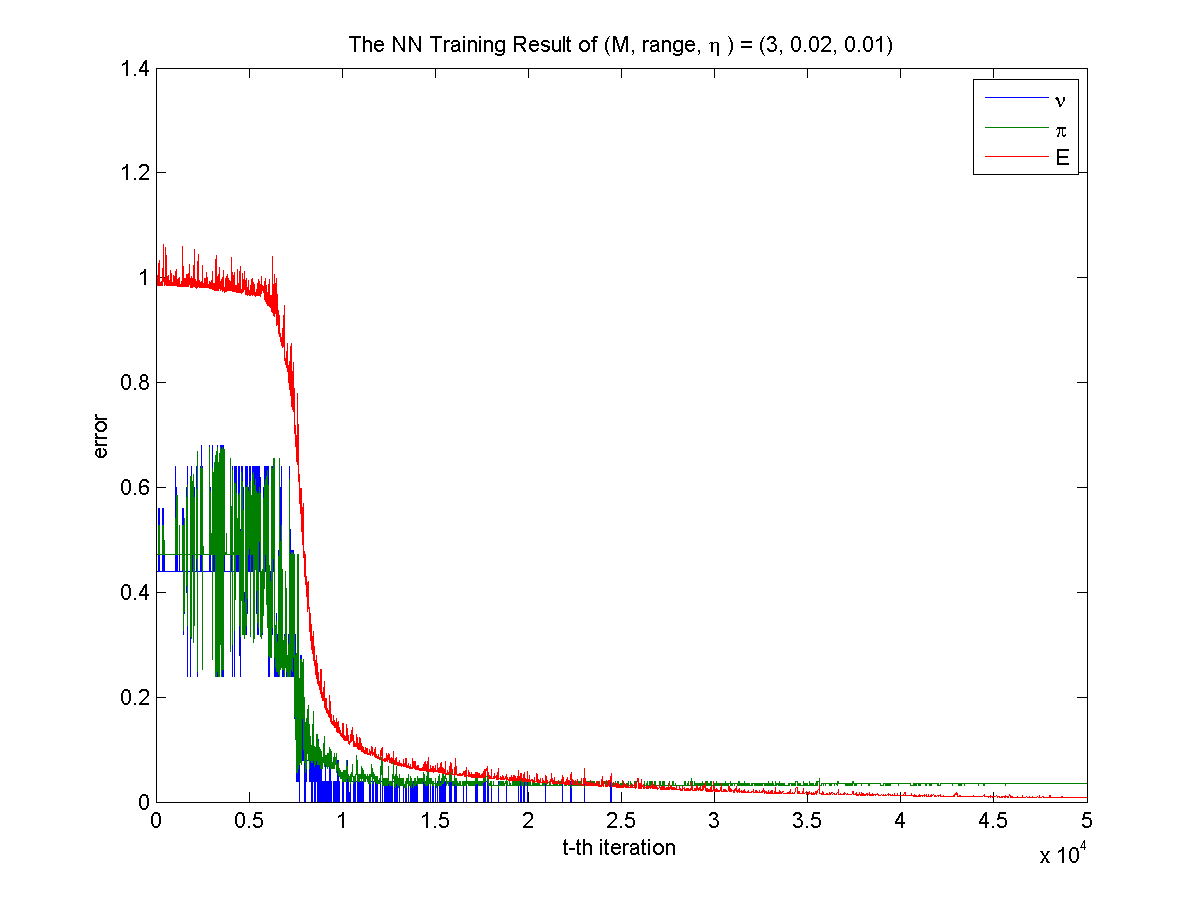 The NN Training Result of (M, range, η ) = (3, 0.02, 0.01)
1.4
1.2
1
0.8
0.6
0.4
0.2
0
error
ν
π
E
0 0.5 1 1.5 2 2.5 3 3.5 4 4.5 5
t-th iteration
x 10^4